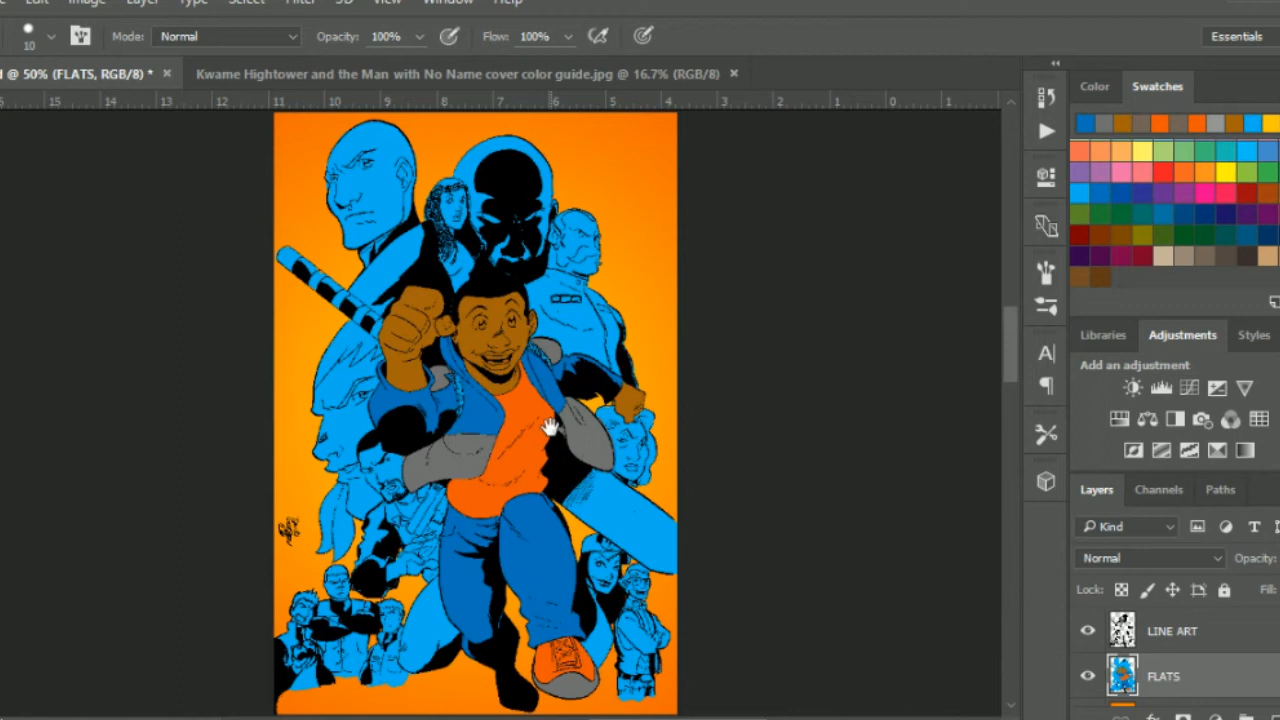 Edit Image Layer Type Select Filter 3D View Window Help
10 Mode: Normal Opacity: 100% Flow: 100% Essentials
@ 50% (FLATS, RGB/8) * × Kwame Hightower and the Man with No Name cover color guide.jpg @ 16.7% (RGB/8) ×
15 14 13 12 11 10 9 8 7 6 5 4 3 2 1 0 1
Color Swatches
Libraries Adjustments Styles
Add an adjustment
Layers Channels Paths
Kind
Normal Opacity:
Lock: Fill:
LINE ART
FLATS